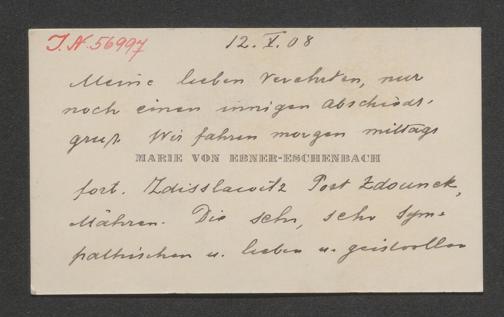 J.N. 56997
12. V. 08
Meine lieben Verehrten, nur
noch einen innigen Abschieds-
gruß. Wir fahren morgen mittags
MARIE VON EBNER-ESCHENBACH
fort. Zdisslawitz Post Zdounek,
Mähren. Die sehr, sehr sym-
pathischen u. lieben u. geistvollen